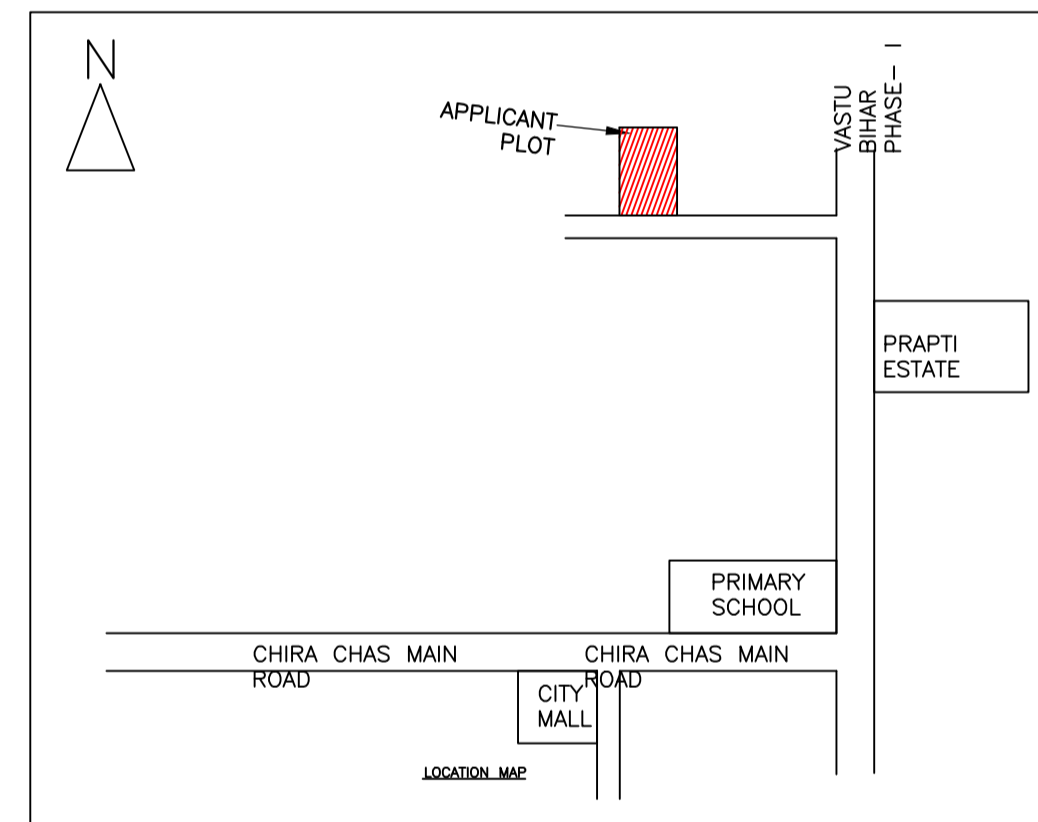 N
APPLICANT
PLOT
VASTU
BIHAR
PHASE- I
PRAPTI
ESTATE
PRIMARY
SCHOOL
CHIRA CHAS MAIN
ROAD
CHIRA CHAS MAIN
ROAD
CITY
MALL
LOCATION MAP